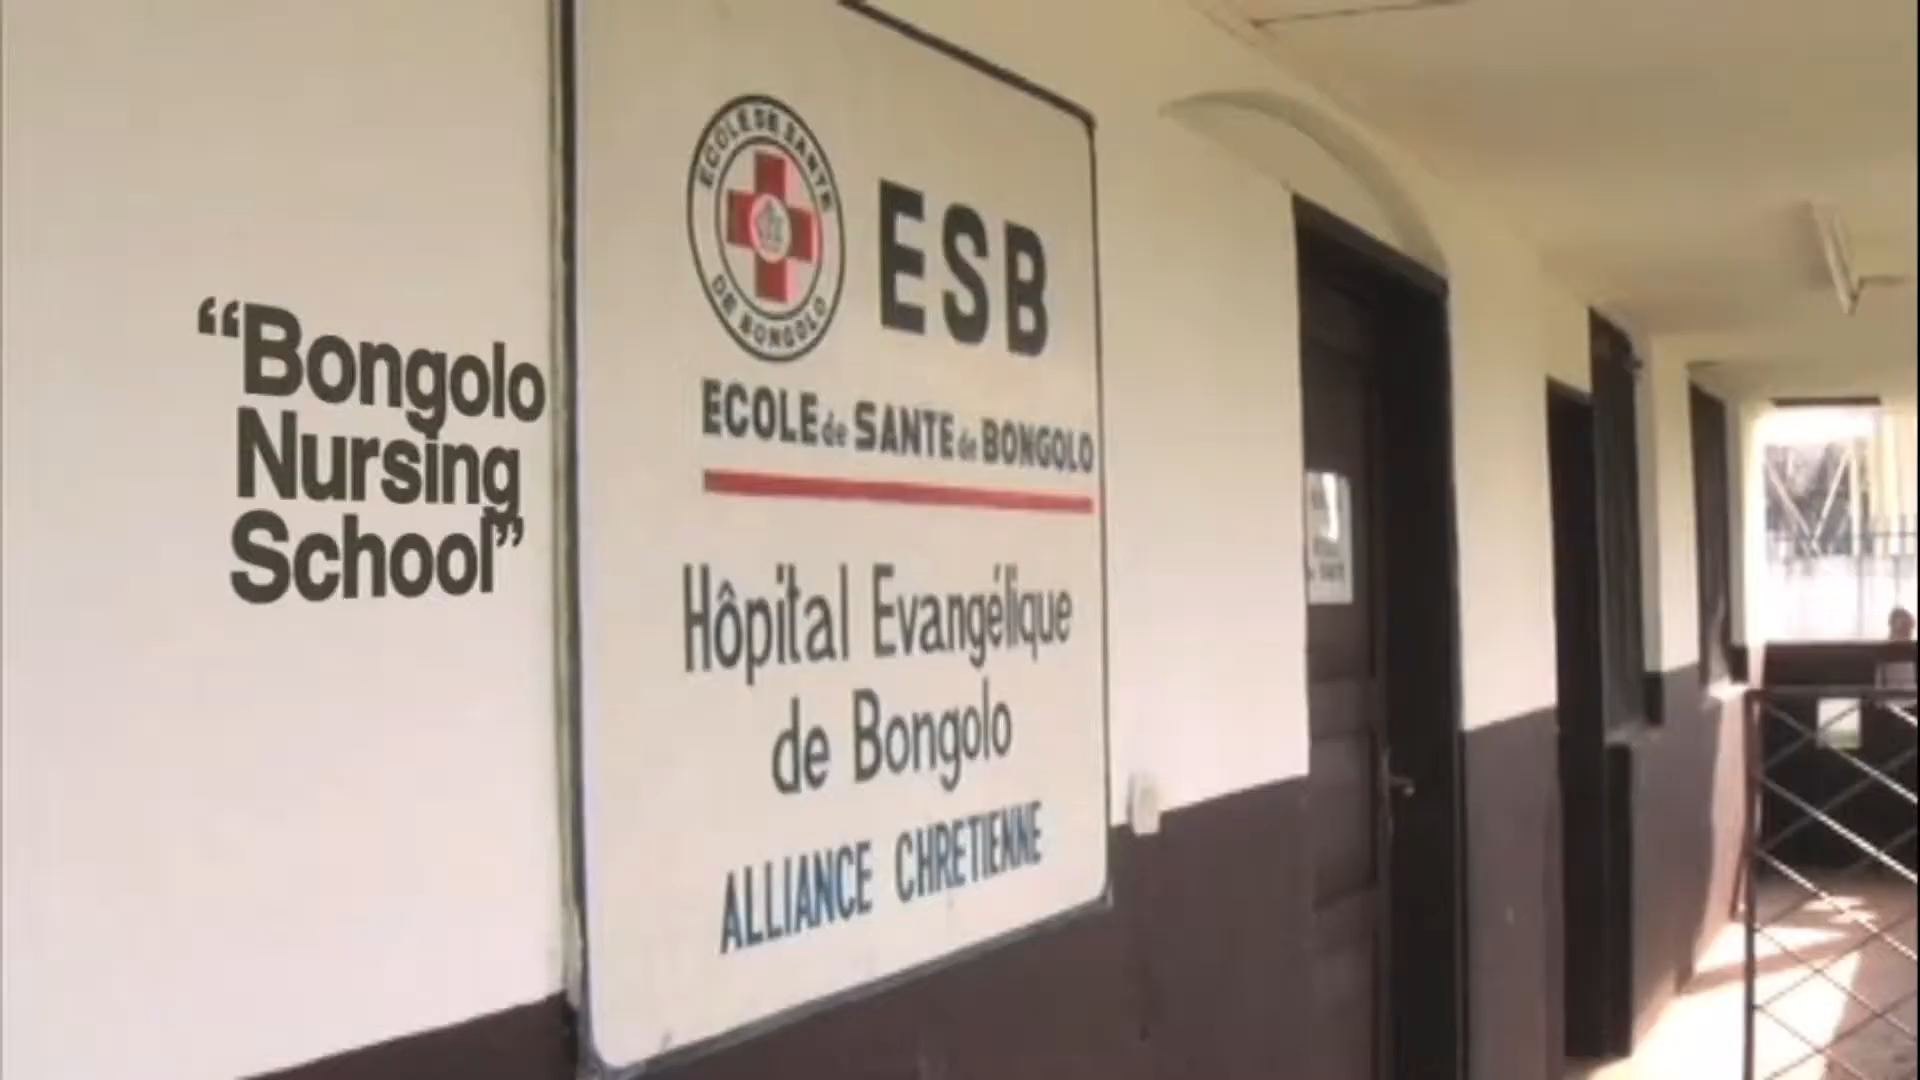 “Bongolo
Nursing
School”
ECOLE DE SANTE
DE BONGOLO
ESB
ECOLE de SANTE de BONGOLO
Hôpital Evangélique
de Bongolo
ALLIANCE CHRETIENNE